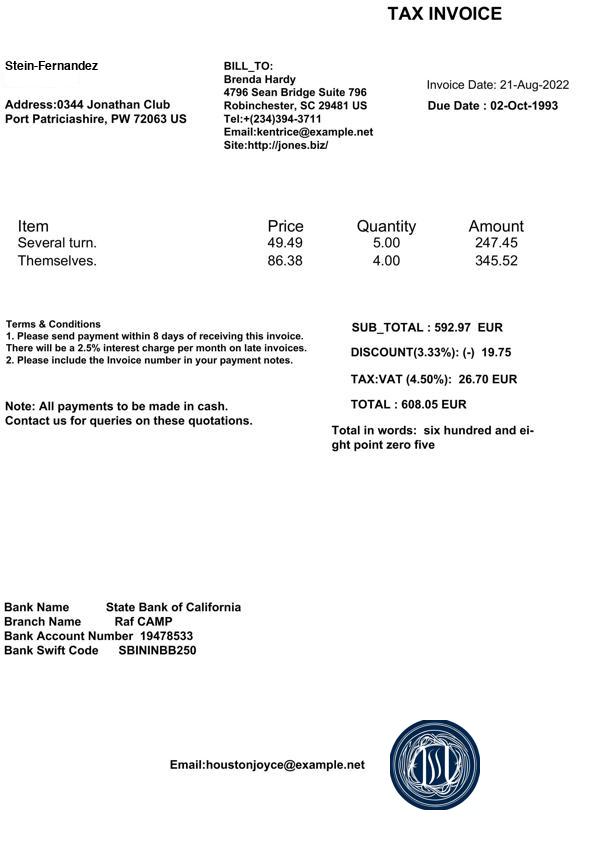 TAX INVOICE
Stein-Fernandez
Address:0344 Jonathan Club
Port Patriciashire, PW 72063 US
BILL_TO:
Brenda Hardy
4796 Sean Bridge Suite 796
Robinchester, SC 29481 US
Tel:+(234)394-3711
Email:kentrice@example.net
Site:http://jones.biz/
Invoice Date: 21-Aug-2022
Due Date : 02-Oct-1993
Item Price Quantity Amount
Several turn. 49.49 5.00 247.45
Themselves. 86.38 4.00 345.52
Terms & Conditions
1. Please send payment within 8 days of receiving this invoice.
There will be a 2.5% interest charge per month on late invoices.
2. Please include the Invoice number in your payment notes.
Note: All payments to be made in cash.
Contact us for queries on these quotations.
SUB_TOTAL : 592.97 EUR
DISCOUNT(3.33%): (-) 19.75
TAX:VAT (4.50%): 26.70 EUR
TOTAL : 608.05 EUR
Total in words: six hundred and ei-
ght point zero five
Bank Name State Bank of California
Branch Name Raf CAMP
Bank Account Number 19478533
Bank Swift Code SBININBB250
Email:houstonjoyce@example.net